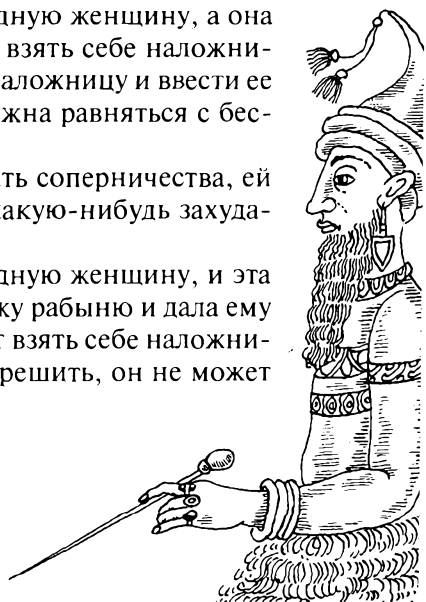 дную женщину, а она
взять себе наложни-
аложницу и ввести ее
жна равняться с бес-
ть соперничества, ей
акую-нибудь захуда-
дную женщину, и эта
ку рабыню и дала ему
взять себе наложни-
решить, он не может